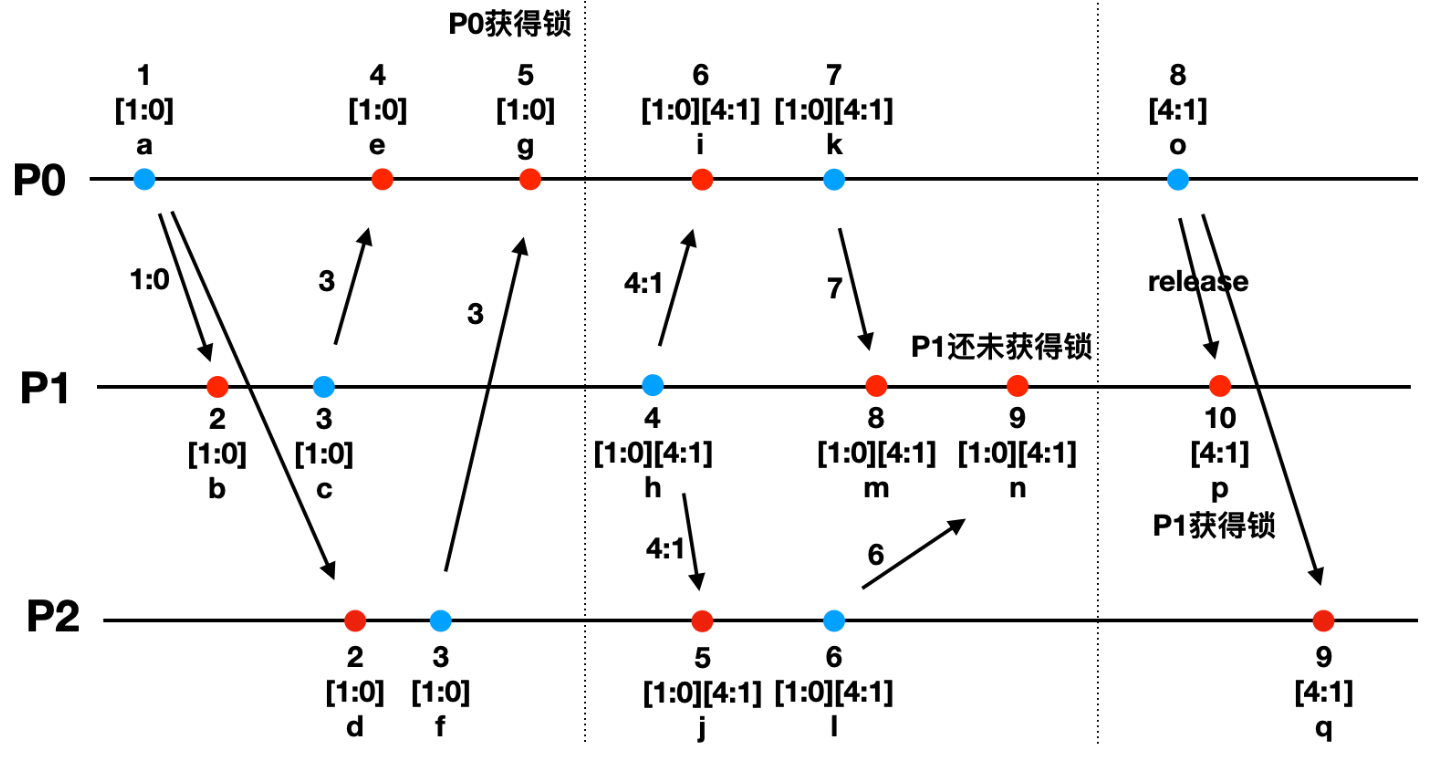 P0获得锁
1 4 5 6 7 8
[1:0] [1:0] [1:0] [1:0][4:1] [1:0][4:1] [4:1]
a e g i k o
P0
1:0 3 4:1 7 release
3
P1还未获得锁
P1
2 3 4 8 9 10
[1:0] [1:0] [1:0][4:1] [1:0][4:1] [1:0][4:1] [4:1]
b c h m n p
P1获得锁
4:1 6
P2
2 3 5 6 9
[1:0] [1:0] [1:0][4:1] [1:0][4:1] [4:1]
d f j l q